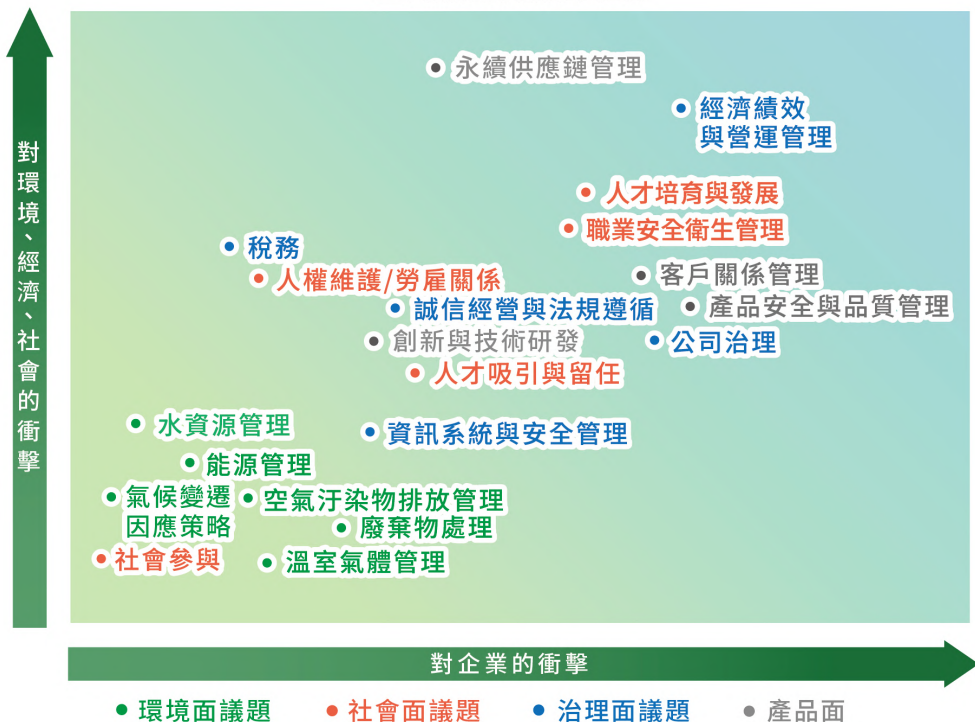 對環境、經濟、社會的衝擊
永續供應鏈管理
經濟績效
與營運管理
人才培育與發展
職業安全衛生管理
稅務
人權維護/勞雇關係
客戶關係管理
誠信經營與法規遵循
產品安全與品質管理
創新與技術研發
公司治理
人才吸引與留任
水資源管理
資訊系統與安全管理
能源管理
氣候變遷
因應策略
空氣汙染物排放管理
廢棄物處理
社會參與
溫室氣體管理
對企業的衝擊
環境面議題
社會面議題
治理面議題
產品面